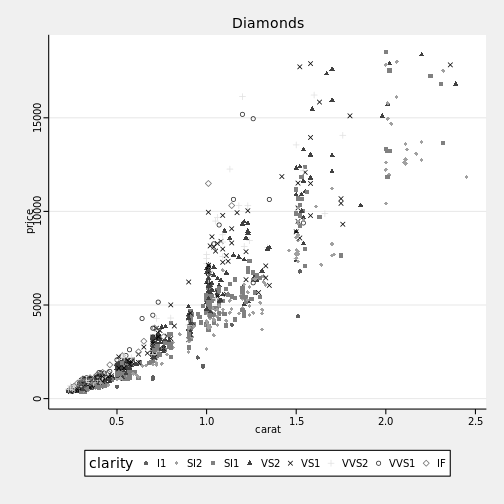 Diamonds
15000
10000
5000
0
price
0.5 1.0 1.5 2.0 2.5
carat
clarity I1 SI2 SI1 VS2 VS1 VVS2 VVS1 IF